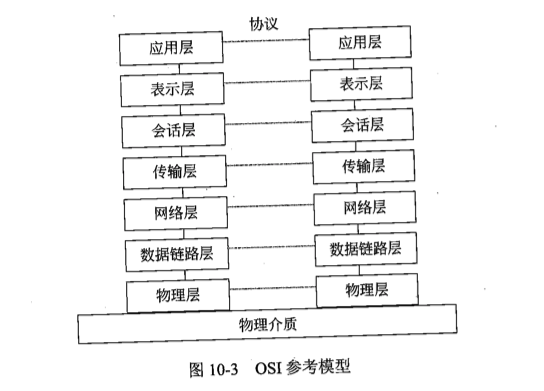 协议
应用层 应用层
表示层 表示层
会话层 会话层
传输层 传输层
网络层 网络层
数据链路层 数据链路层
物理层 物理层
物理介质
图 10-3 OSI 参考模型